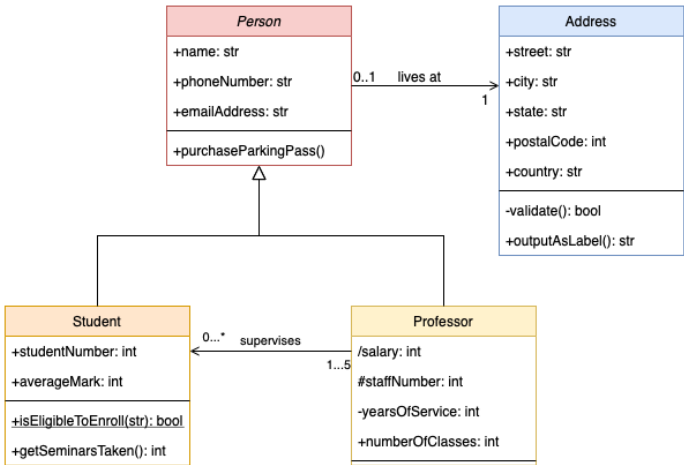 Person
+name: str
+phoneNumber: str
+emailAddress: str
+purchaseParkingPass()
0..1 lives at
1
Address
+street: str
+city: str
+state: str
+postalCode: int
+country: str
-validate(): bool
+outputAsLabel(): str
Student
+studentNumber: int
+averageMark: int
+isEligibleToEnroll(str): bool
+getSeminarsTaken(): int
0...* supervises
1...5
Professor
/salary: int
#staffNumber: int
-yearsOfService: int
+numberOfClasses: int